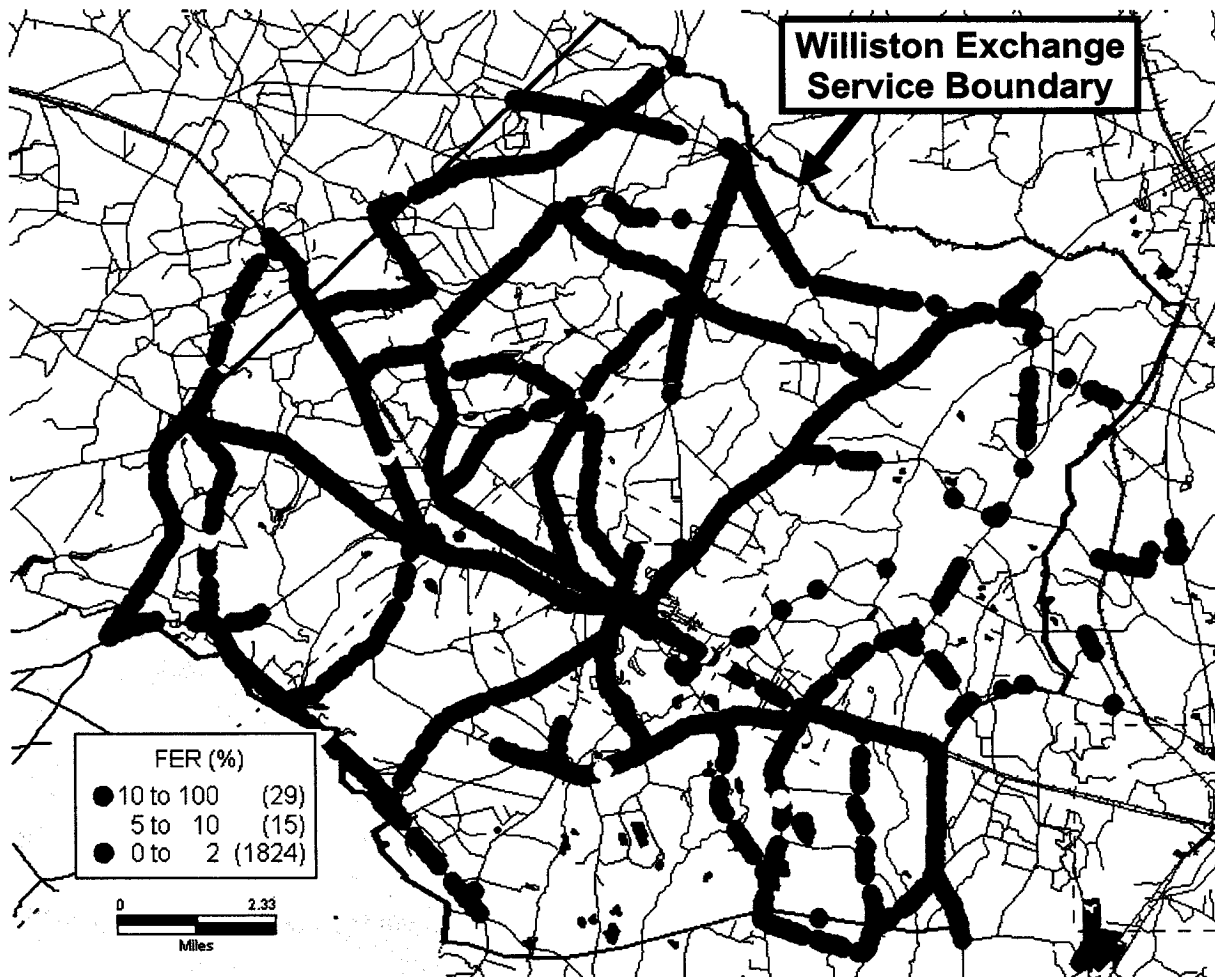 Williston Exchange
Service Boundary
FER (%)
10 to 100 (29)
5 to 10 (15)
0 to 2 (1824)
0 2.33
Miles